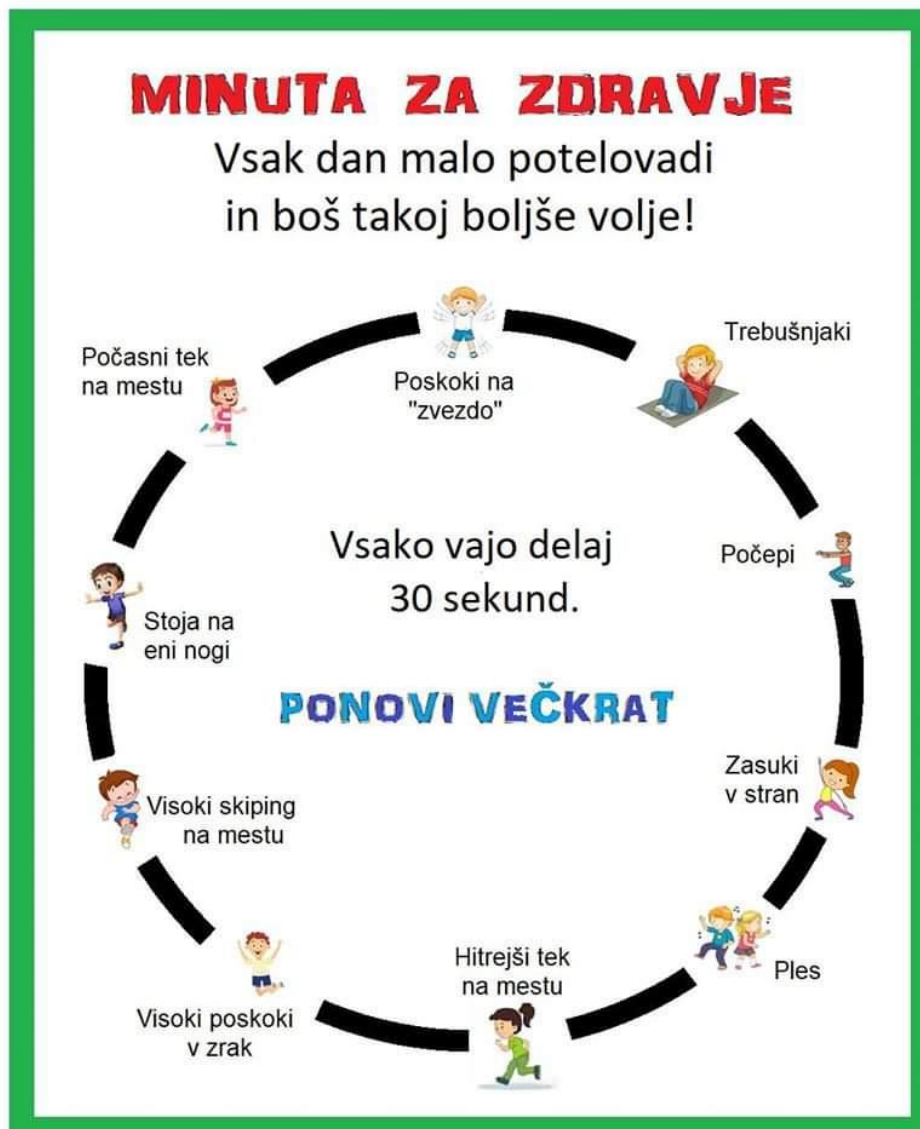 MINUTA ZA ZDRAVJE
Vsak dan malo potelovadi
in boš takoj boljše volje!
Poskoki na
"zvezdo"
Trebušnjaki
Počepi
Zasuki
v stran
Ples
Hitrejši tek
na mestu
Visoki poskoki
v zrak
Visoki skiping
na mestu
Stoja na
eni nogi
Počasni tek
na mestu
Vsako vajo delaj
30 sekund.
PONOVI VEČKRAT